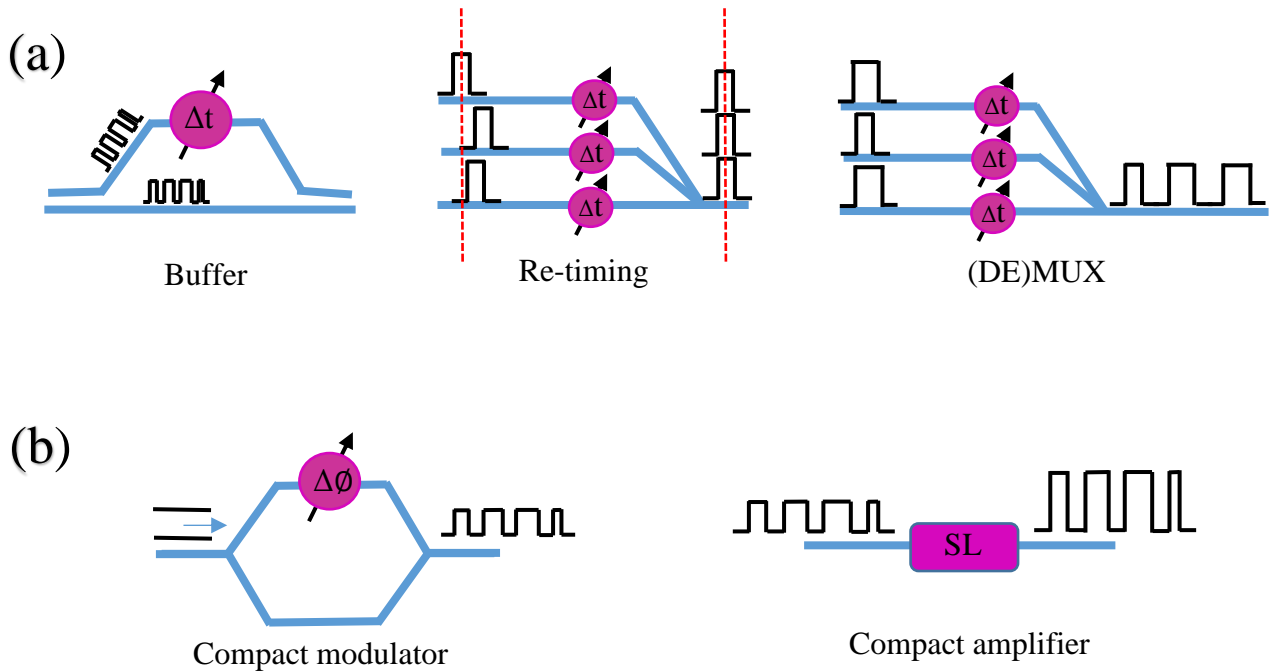 (a)
Δt
Δt
Δt
Δt
Δt
Δt
Δt
Buffer
Re-timing
(DE)MUX
(b)
Δ∅
SL
Compact modulator
Compact amplifier